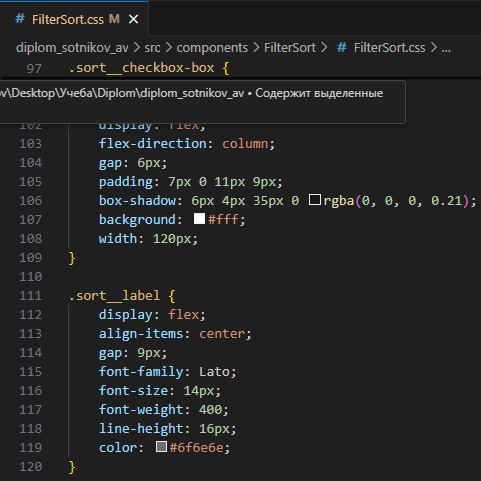 # FilterSort.css M ×
diplom_sotnikov_av > src > components > FilterSort > # FilterSort.css > ...
97 .sort__checkbox-box {
\Desktop\Учеба\Diplom\diplom_sotnikov_av • Содержит выделенные
display: flex;
103 flex-direction: column;
104 gap: 6px;
105 padding: 7px 0 11px 9px;
106 box-shadow: 6px 4px 35px 0 rgba(0, 0, 0, 0.21);
107 background: #fff;
108 width: 120px;
109 }
110
111 .sort__label {
112 display: flex;
113 align-items: center;
114 gap: 9px;
115 font-family: Lato;
116 font-size: 14px;
117 font-weight: 400;
118 line-height: 16px;
119 color: #6f6e6e;
120 }